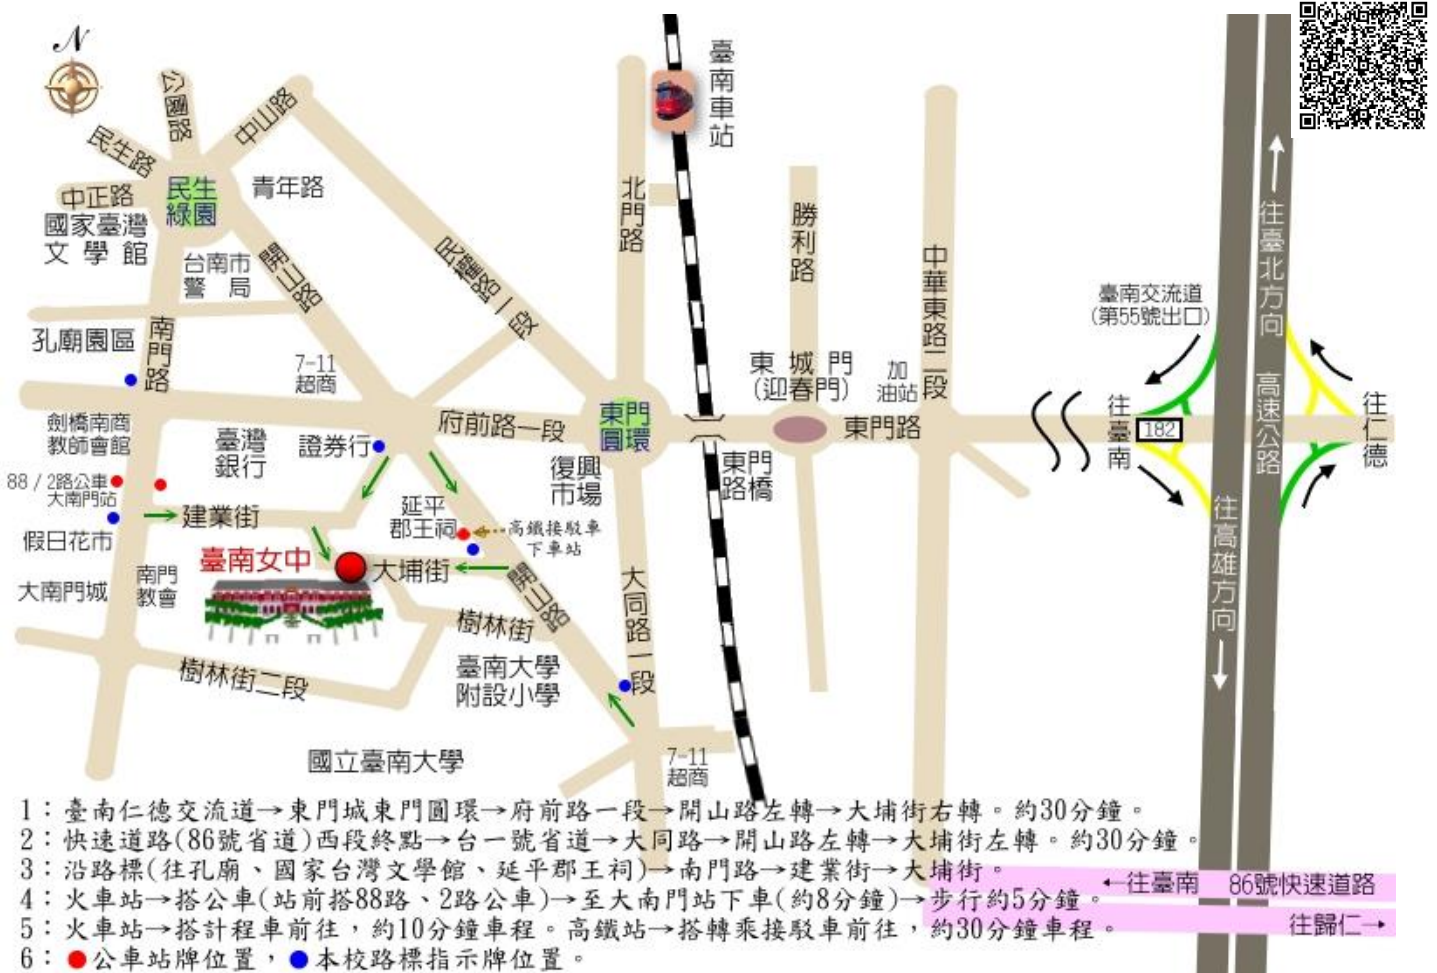 N
公園路
中山路
民生路
中正路
民生
綠園
青年路
國家臺灣
文學館
台南市
警局
開山路
民權路一段
北門路
臺南車站
勝利路
中華東路二段
往臺北方向
臺南交流道
(第55號出口)
孔廟園區
南門路
7-11
超商
東城門
(迎春門)
加
油站
高速公路
劍橋南商
教師會館
臺灣
銀行
證券行
府前路一段
東門
圓環
東門路
往臺南
182
往仁德
復興
市場
東門
路橋
88 / 2路公車
大南門站
建業街
延平
郡王祠
高鐵接駁車
下車站
往高雄方向
假日花市
臺南女中
大埔街
大南門城
南門
教會
開山路
大同路一段
樹林街
樹林街二段
臺南大學
附設小學
國立臺南大學
7-11
超商
1：臺南仁德交流道→東門城東門圓環→府前路一段→開山路左轉→大埔街右轉。約30分鐘。
2：快速道路(86號省道)西段終點→台一號省道→大同路→開山路左轉→大埔街左轉。約30分鐘。
3：沿路標(往孔廟、國家台灣文學館、延平郡王祠)→南門路→建業街→大埔街。
←往臺南 86號快速道路
4：火車站→搭公車(站前搭88路、2路公車)→至大南門站下車(約8分鐘)→步行約5分鐘。
往歸仁→
5：火車站→搭計程車前往，約10分鐘車程。高鐵站→搭轉乘接駁車前往，約30分鐘車程。
6：●公車站牌位置，●本校路標指示牌位置。